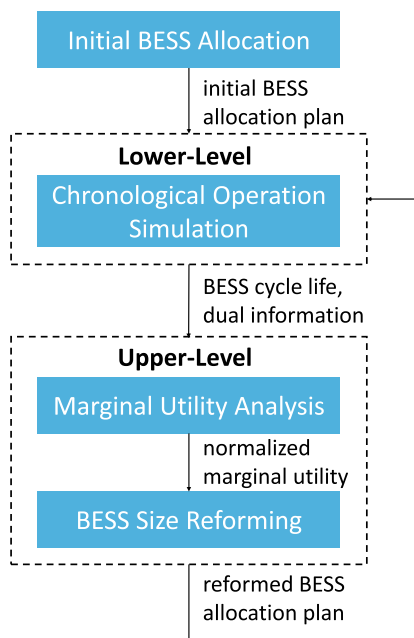 Initial BESS Allocation
initial BESS
allocation plan
Lower-Level
Chronological Operation
Simulation
BESS cycle life,
dual information
Upper-Level
Marginal Utility Analysis
normalized
marginal utility
BESS Size Reforming
reformed BESS
allocation plan